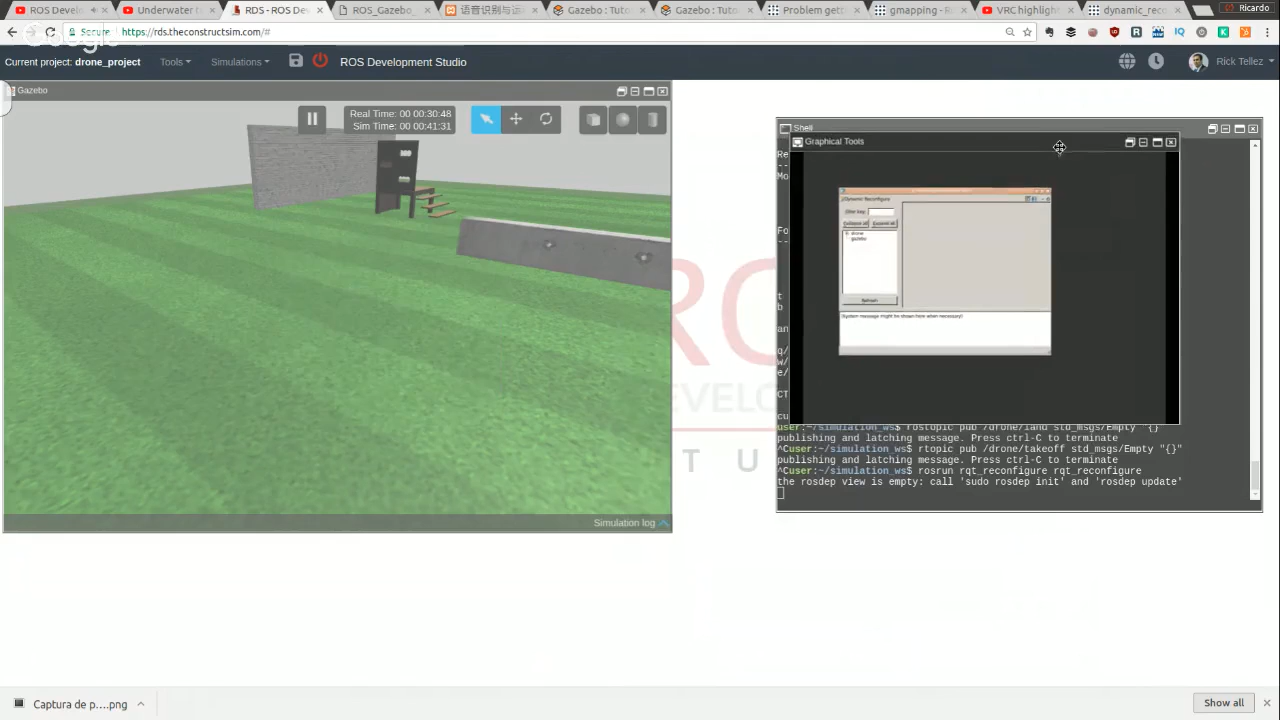 ROS Develo
Underwater t
RDS - ROS De
ROS_Gazebo_
语音识别与运
Gazebo : Tuto
Gazebo : Tuto
Problem gett
gmapping - R
VRC highligh
dynamic_reco
Ricardo
Secure https://rds.theconstructsim.com/#
Google
Current project: drone_project
Tools
Simulations
ROS Development Studio
Rick Tellez
Gazebo
Real Time: 00 00:30:48
Sim Time: 00 00:41:31
Simulation log
Shell
Graphical Tools
Dynamic Reconfigure
Filter key:
Collapse all
Expand all
drone
gazebo
Refresh
(System message might be shown here when necessary)
user:~/simulation_ws$ rostopic pub /drone/land std_msgs/Empty "{}
publishing and latching message. Press ctrl-C to terminate
^Cuser:~/simulation_ws$ rtopic pub /drone/takeoff std_msgs/Empty "{}"
publishing and latching message. Press ctrl-C to terminate
^Cuser:~/simulation_ws$ rosrun rqt_reconfigure rqt_reconfigure
the rosdep view is empty: call 'sudo rosdep init' and 'rosdep update'
Captura de p....png
Show all